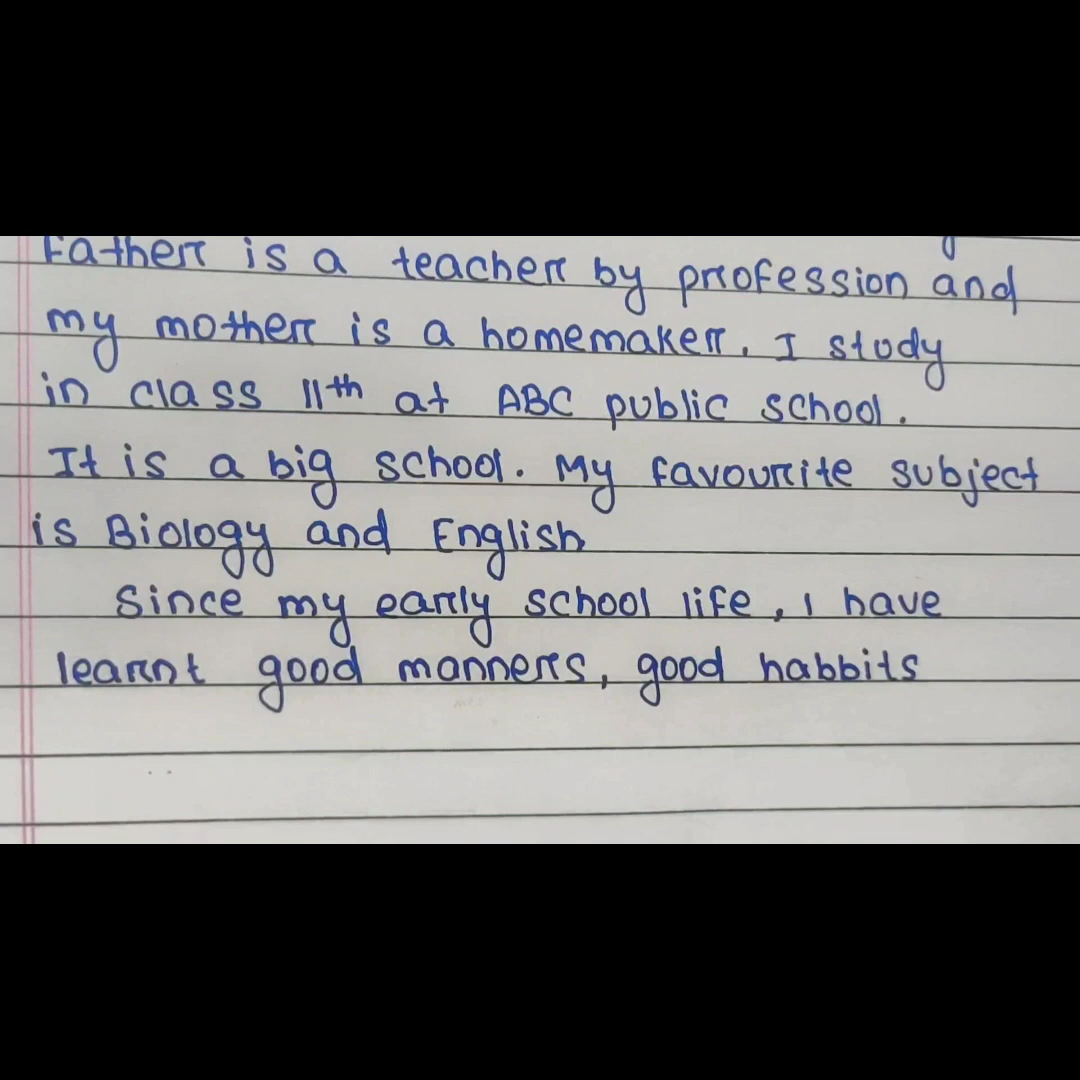 Father is a teacher by profession and
my mother is a homemaker. I study
in class 11th at ABC public school.
It is a big school. My favourite subject
is Biology and English
Since my early school life, I have
learnt good manners, good habbits